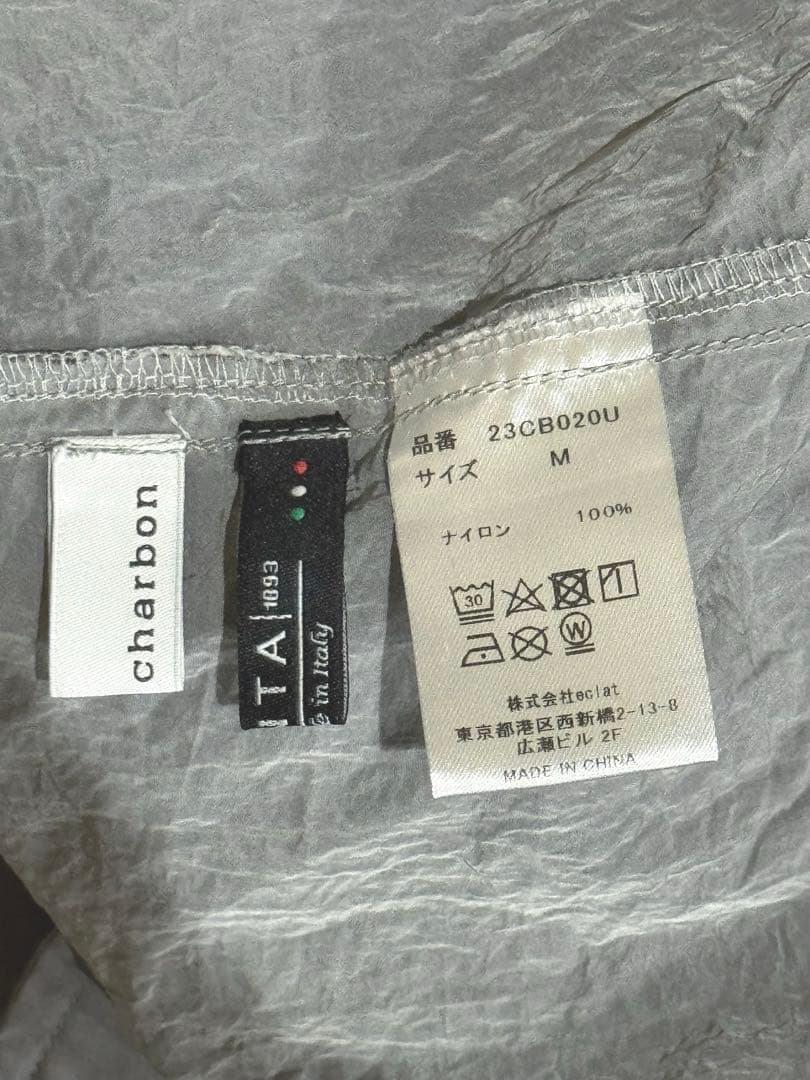 charbon
ITA
1893
in Italy
品番 23CB020U
サイズ M
ナイロン 100%
30
W
株式会社eclat
東京都港区西新橋2-13-8
広瀬ビル 2F
MADE IN CHINA